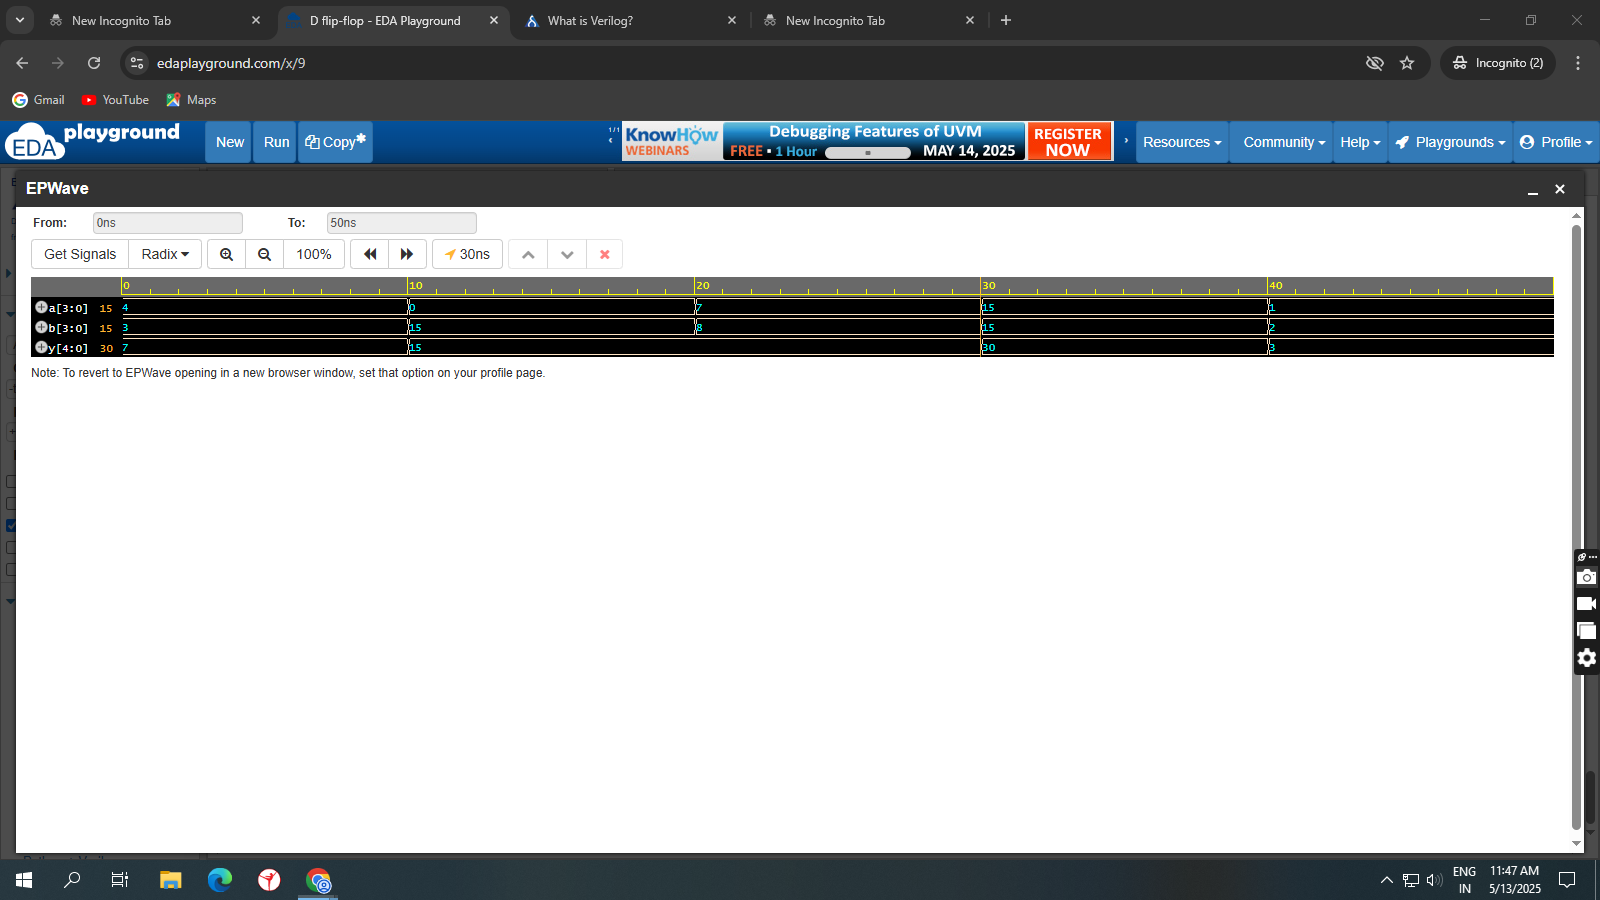 New Incognito Tab
D flip-flop - EDA Playground
What is Verilog?
New Incognito Tab
edaplayground.com/x/9
Incognito (2)
Gmail
YouTube
Maps
EDA playground
New
Run
Copy*
1/1
KnowHow
WEBINARS
Debugging Features of UVM
FREE • 1 Hour
MAY 14, 2025
REGISTER
NOW
Resources
Community
Help
Playgrounds
Profile
EPWave
From:
0ns
To:
50ns
Get Signals
Radix
100%
30ns
0 10 20 30 40
a[3:0] 15 4 0 7 15 1
b[3:0] 15 3 15 8 15 2
y[4:0] 30 7 15 30 3
Note: To revert to EPWave opening in a new browser window, set that option on your profile page.
ENG
IN
11:47 AM
5/13/2025